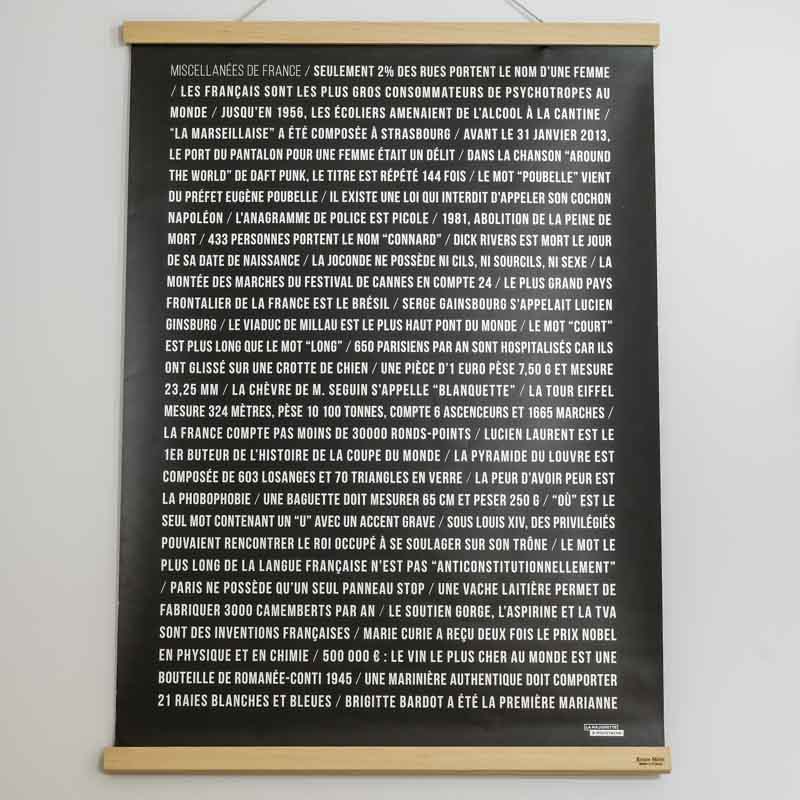 MISCELLANÉES DE FRANCE / SEULEMENT 2% DES RUES PORTENT LE NOM D'UNE FEMME
/ LES FRANÇAIS SONT LES PLUS GROS CONSOMMATEURS DE PSYCHOTROPES AU
MONDE / JUSQU'EN 1956, LES ÉCOLIERS AMENAIENT DE L'ALCOOL À LA CANTINE /
"LA MARSEILLAISE" A ÉTÉ COMPOSÉE À STRASBOURG / AVANT LE 31 JANVIER 2013,
LE PORT DU PANTALON POUR UNE FEMME ÉTAIT UN DÉLIT / DANS LA CHANSON "AROUND
THE WORLD" DE DAFT PUNK, LE TITRE EST RÉPÉTÉ 144 FOIS / LE MOT "POUBELLE" VIENT
DU PRÉFET EUGÈNE POUBELLE / IL EXISTE UNE LOI QUI INTERDIT D'APPELER SON COCHON
NAPOLÉON / L'ANAGRAMME DE POLICE EST PICOLE / 1981, ABOLITION DE LA PEINE DE
MORT / 433 PERSONNES PORTENT LE NOM "CONNARD" / DICK RIVERS EST MORT LE JOUR
DE SA DATE DE NAISSANCE / LA JOCONDE NE POSSÈDE NI CILS, NI SOURCILS, NI SEXE / LA
MONTÉE DES MARCHES DU FESTIVAL DE CANNES EN COMPTE 24 / LE PLUS GRAND PAYS
FRONTALIER DE LA FRANCE EST LE BRÉSIL / SERGE GAINSBOURG S'APPELAIT LUCIEN
GINSBURG / LE VIADUC DE MILLAU EST LE PLUS HAUT PONT DU MONDE / LE MOT "COURT"
EST PLUS LONG QUE LE MOT "LONG" / 650 PARISIENS PAR AN SONT HOSPITALISÉS CAR ILS
ONT GLISSÉ SUR UNE CROTTE DE CHIEN / UNE PIÈCE D'1 EURO PÈSE 7,50 G ET MESURE
23,25 MM / LA CHÈVRE DE M. SEGUIN S'APPELLE "BLANQUETTE" / LA TOUR EIFFEL
MESURE 324 MÈTRES, PÈSE 10 100 TONNES, COMPTE 6 ASCENCEURS ET 1665 MARCHES /
LA FRANCE COMPTE PAS MOINS DE 30000 RONDS-POINTS / LUCIEN LAURENT EST LE
1ER BUTEUR DE L'HISTOIRE DE LA COUPE DU MONDE / LA PYRAMIDE DU LOUVRE EST
COMPOSÉE DE 603 LOSANGES ET 70 TRIANGLES EN VERRE / LA PEUR D'AVOIR PEUR EST
LA PHOBOPHOBIE / UNE BAGUETTE DOIT MESURER 65 CM ET PESER 250 G / "OÙ" EST LE
SEUL MOT CONTENANT UN "U" AVEC UN ACCENT GRAVE / SOUS LOUIS XIV, DES PRIVILÉGIÉS
POUVAIENT RENCONTRER LE ROI OCCUPÉ À SE SOULAGER SUR SON TRÔNE / LE MOT LE
PLUS LONG DE LA LANGUE FRANÇAISE N'EST PAS "ANTICONSTITUTIONNELLEMENT"
/ PARIS NE POSSÈDE QU'UN SEUL PANNEAU STOP / UNE VACHE LAITIÈRE PERMET DE
FABRIQUER 3000 CAMEMBERTS PAR AN / LE SOUTIEN GORGE, L'ASPIRINE ET LA TVA
SONT DES INVENTIONS FRANÇAISES / MARIE CURIE A REÇU DEUX FOIS LE PRIX NOBEL
EN PHYSIQUE ET EN CHIMIE / 500 000 € : LE VIN LE PLUS CHER AU MONDE EST UNE
BOUTEILLE DE ROMANÉE-CONTI 1945 / UNE MARINIÈRE AUTHENTIQUE DOIT COMPORTER
21 RAIES BLANCHES ET BLEUES / BRIGITTE BARDOT A ÉTÉ LA PREMIÈRE MARIANNE
LA MAJORETTE
À MOUSTACHE